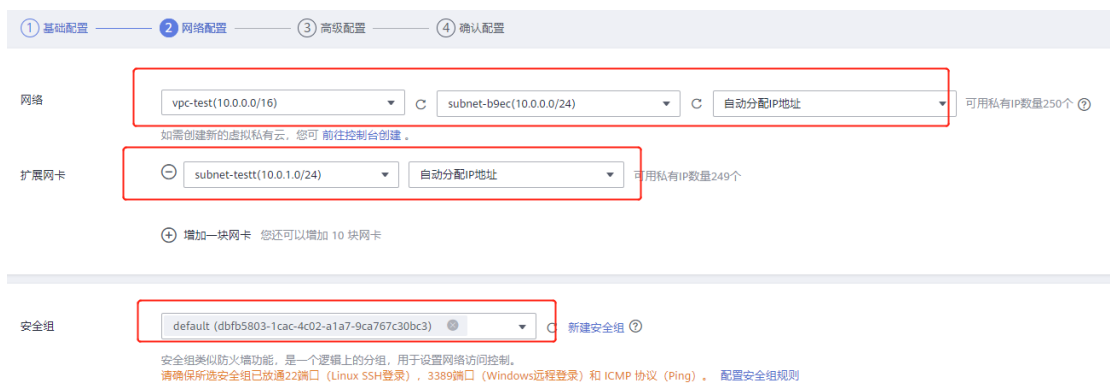 1 基础配置 2 网络配置 3 高级配置 4 确认配置
网络 vpc-test(10.0.0.0/16) subnet-b9ec(10.0.0.0/24) 自动分配IP地址 可用私有IP数量250个 ?
如需创建新的虚拟私有云，您可 前往控制台创建 。
扩展网卡 subnet-testt(10.0.1.0/24) 自动分配IP地址 可用私有IP数量249个
增加一块网卡 您还可以增加 10 块网卡
安全组 default (dbfb5803-1cac-4c02-a1a7-9ca767c30bc3) 新建安全组 ?
安全组类似防火墙功能，是一个逻辑上的分组，用于设置网络访问控制。
请确保所选安全组已放通22端口（Linux SSH登录），3389端口（Windows远程登录）和 ICMP 协议（Ping）。 配置安全组规则